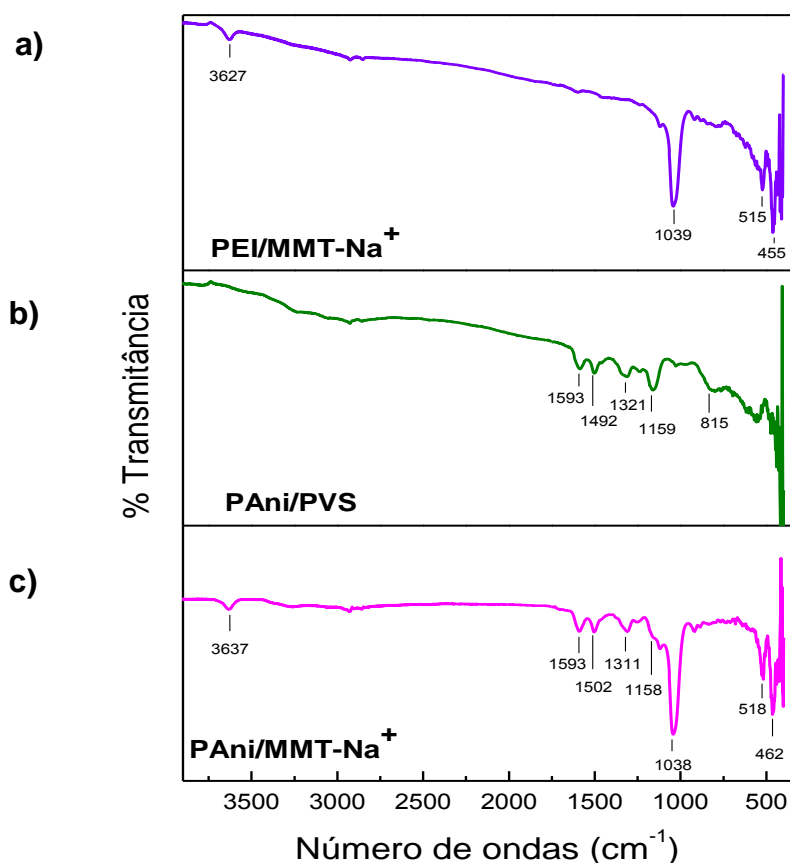 a)
3627
1039
515
455
PEI/MMT-Na+
b)
1593
1492
1321
1159
815
PAni/PVS
c)
3637
1593
1502
1311
1158
1038
518
462
PAni/MMT-Na+
% Transmitância
3500 3000 2500 2000 1500 1000 500
Número de ondas (cm-1)